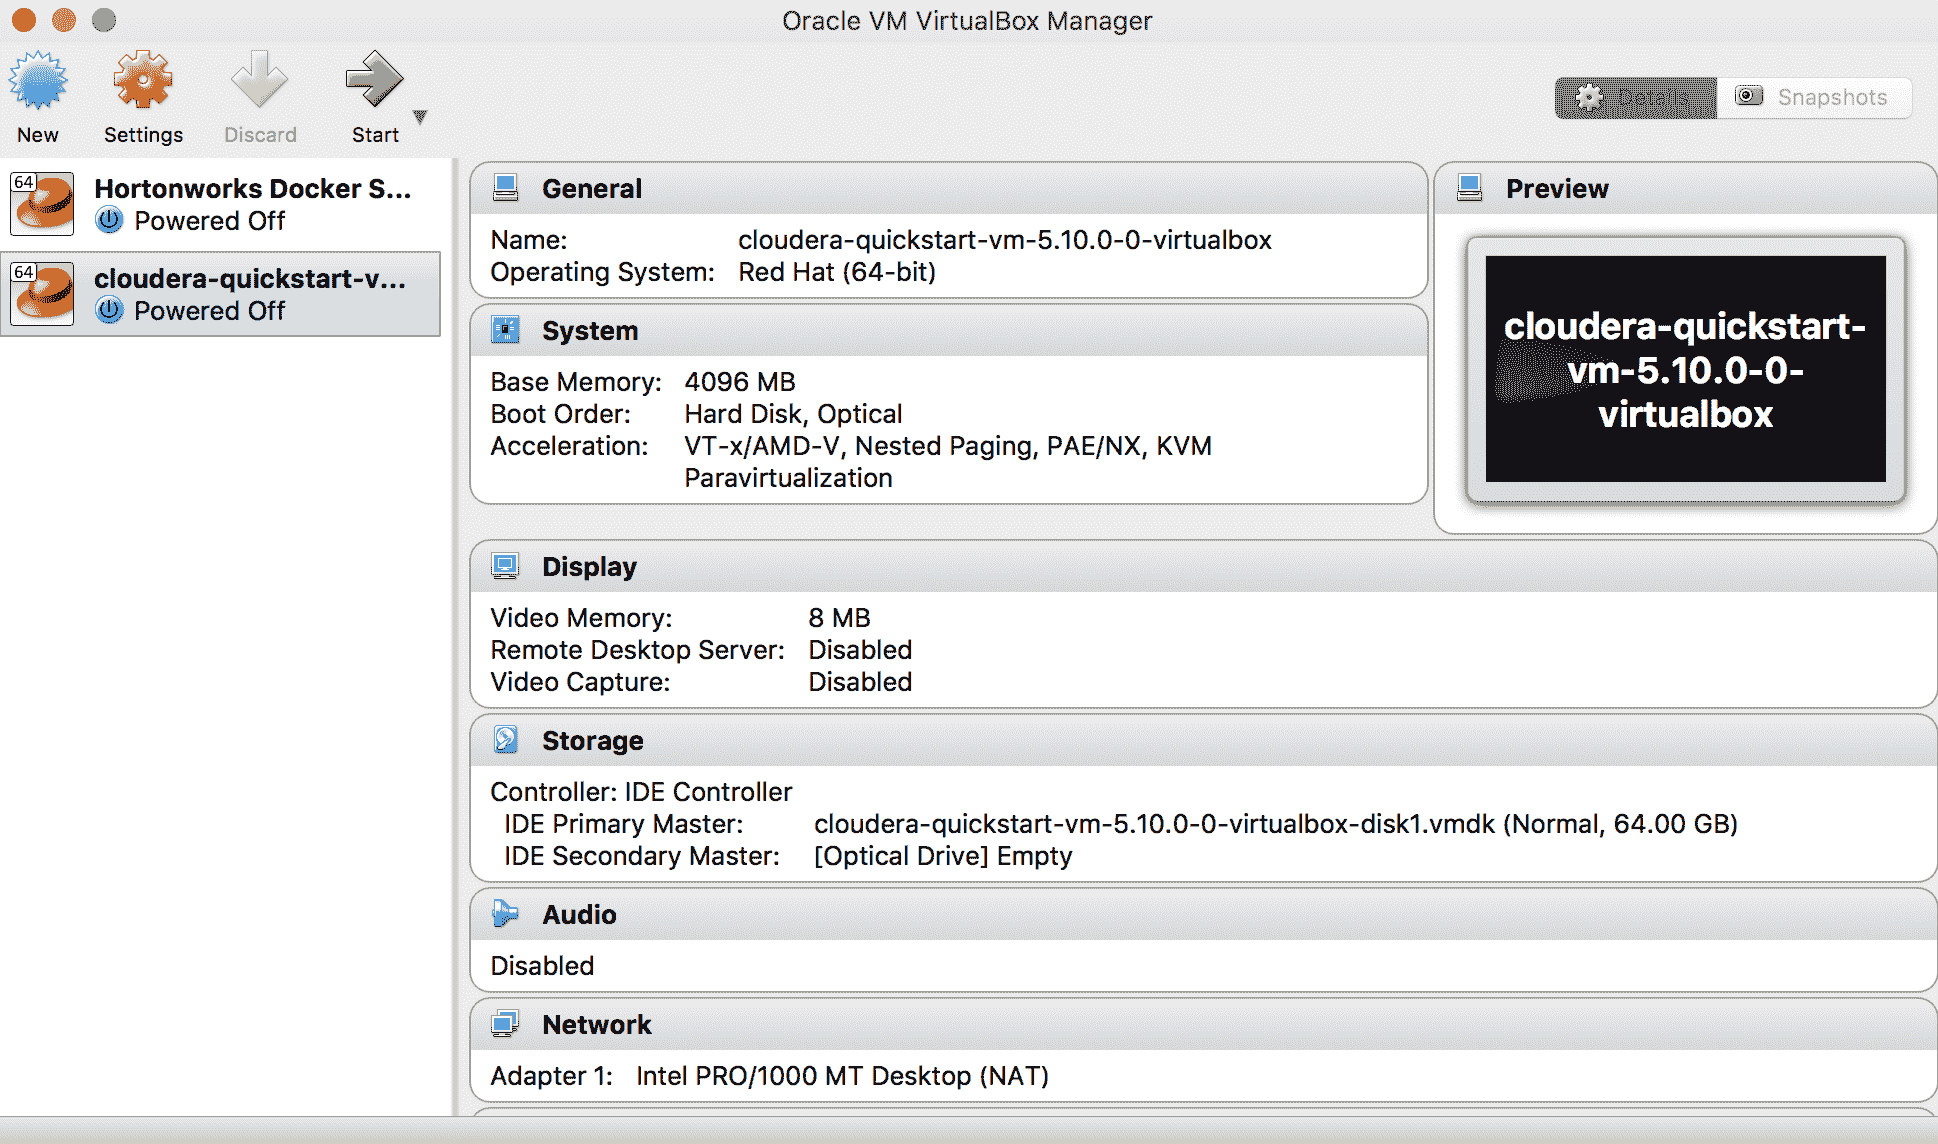 Oracle VM VirtualBox Manager
New
Settings
Discard
Start
Details
Snapshots
64
Hortonworks Docker S...
Powered Off
64
cloudera-quickstart-v...
Powered Off
General
Name: cloudera-quickstart-vm-5.10.0-0-virtualbox
Operating System: Red Hat (64-bit)
System
Base Memory: 4096 MB
Boot Order: Hard Disk, Optical
Acceleration: VT-x/AMD-V, Nested Paging, PAE/NX, KVM
Paravirtualization
Preview
cloudera-quickstart-
vm-5.10.0-0-
virtualbox
Display
Video Memory: 8 MB
Remote Desktop Server: Disabled
Video Capture: Disabled
Storage
Controller: IDE Controller
IDE Primary Master: cloudera-quickstart-vm-5.10.0-0-virtualbox-disk1.vmdk (Normal, 64.00 GB)
IDE Secondary Master: [Optical Drive] Empty
Audio
Disabled
Network
Adapter 1: Intel PRO/1000 MT Desktop (NAT)